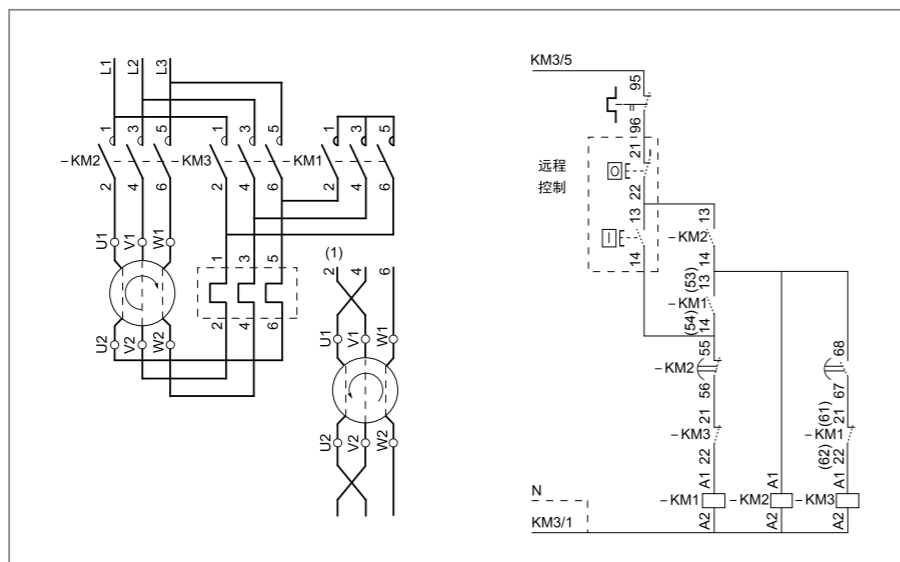 L1 L2 L3
1 3 5 1 3 5 1 3 5
–KM2 –KM3 –KM1
2 4 6 2 4 6 2 4 6
U1 V1 W1
1 3 5
2 4 6
U2 V2 W2
(1)
2 4 6
U1 V1 W1
U2 V2 W2
KM3/5
95
96
远程
控制
21
O
22
13
I
14
13
–KM2
14
13 (53)
–KM1
14 (54)
55
–KM2
56
68
67
21
–KM3
22
21 (61)
–KM1
22 (62)
A1 A1 A1
–KM1 –KM2 –KM3
A2 A2 A2
N
KM3/1